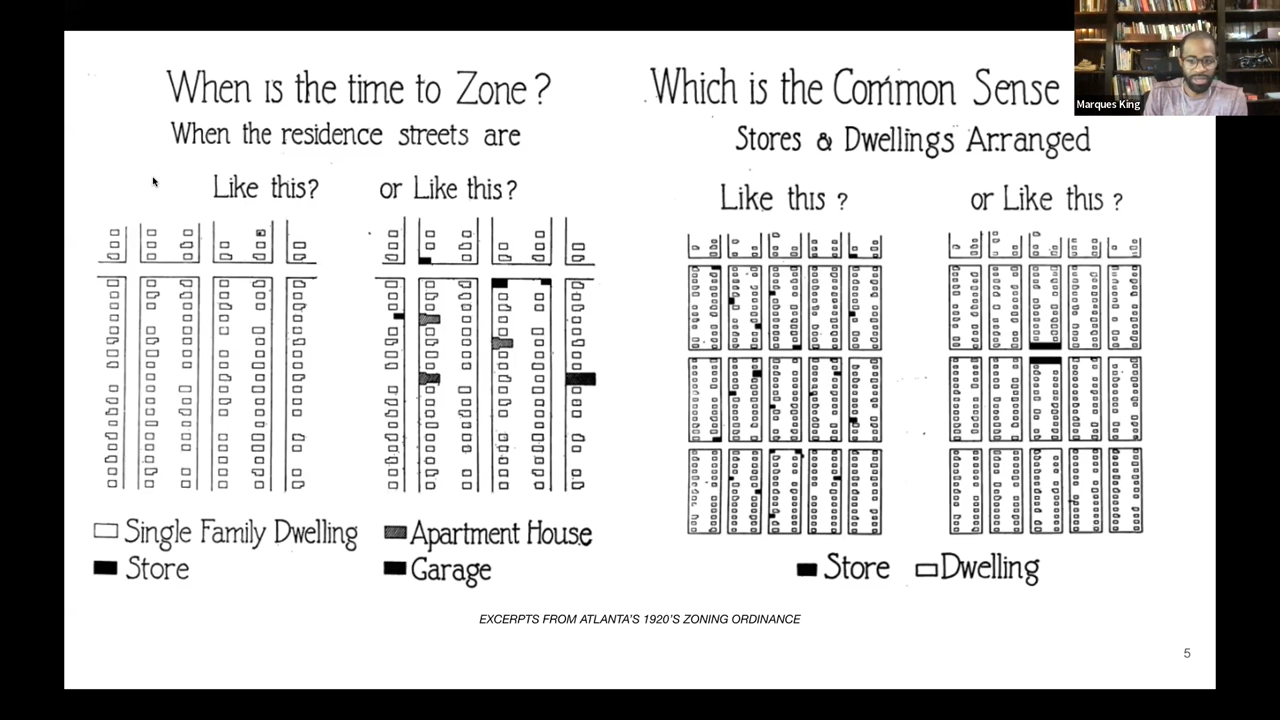 Marques King
When is the time to Zone?
When the residence streets are
Like this?
or Like this?
Single Family Dwelling
Apartment House
Store
Garage
Which is the Common Sense
Stores & Dwellings Arranged
Like this?
or Like this?
Store
Dwelling
EXCERPTS FROM ATLANTA'S 1920'S ZONING ORDINANCE
5